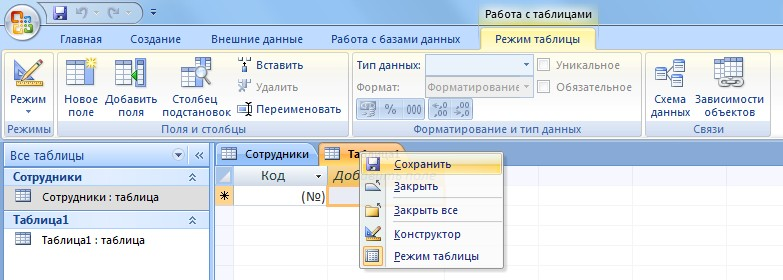 Работа с таблицами
Главная Создание Внешние данные Работа с базами данных Режим таблицы
Режим
Режимы
Новое поле
Добавить поля
Столбец подстановок
Вставить
Удалить
Переименовать
Поля и столбцы
Тип данных:
Формат: Форматирование
% 000
Уникальное
Обязательное
Форматирование и тип данных
Схема данных
Зависимости объектов
Связи
Все таблицы
Сотрудники
Сотрудники : таблица
Таблица1
Таблица1 : таблица
Сотрудники Таблица1
Код
(№)
Сохранить
Закрыть
Закрыть все
Конструктор
Режим таблицы